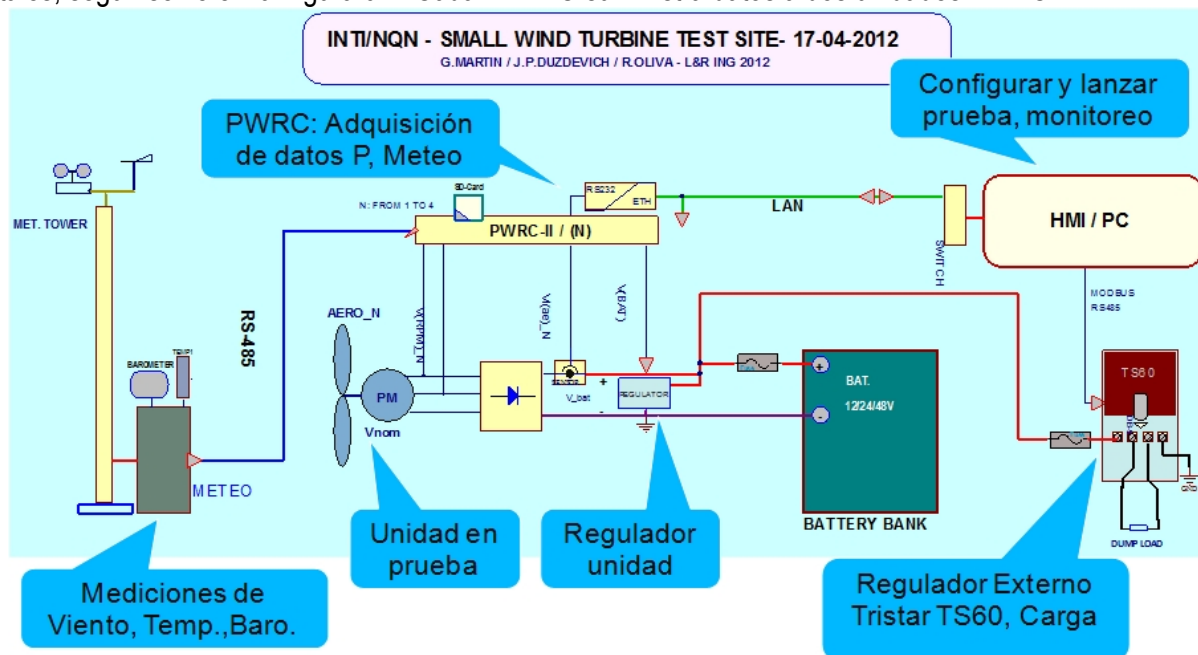 INTI/NQN - SMALL WIND TURBINE TEST SITE- 17-04-2012
G.MARTIN / J.P.DUZDEVICH / R.OLIVA - L&R ING 2012
Configurar y lanzar
prueba, monitoreo
PWRC: Adquisición
de datos P, Meteo
SD-Card
RS232
ETH
N: FROM 1 TO 4
MET. TOWER
PWRC-II / (N)
LAN
SWITCH
HMI / PC
MODBUS
RS485
RS-485
AERO_N
V(RPM)_N
V(BAT)
BAROMETER
TEMP1
PM
Vnom
V_bat
+
-
REGULATOR
+
-
BAT.
12/24/48V
TS60
METEO
BATTERY BANK
DUMP LOAD
Unidad en
prueba
Regulador
unidad
Mediciones de
Viento, Temp.,Baro.
Regulador Externo
Tristar TS60, Carga